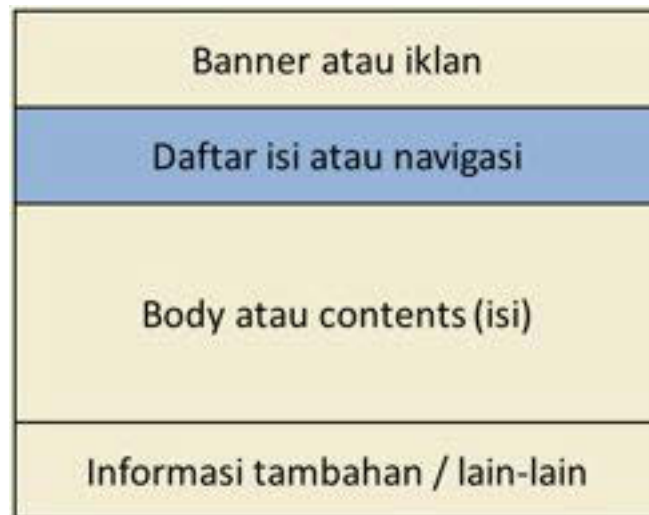 Banner atau iklan
Daftar isi atau navigasi
Body atau contents (isi)
Informasi tambahan / lain-lain